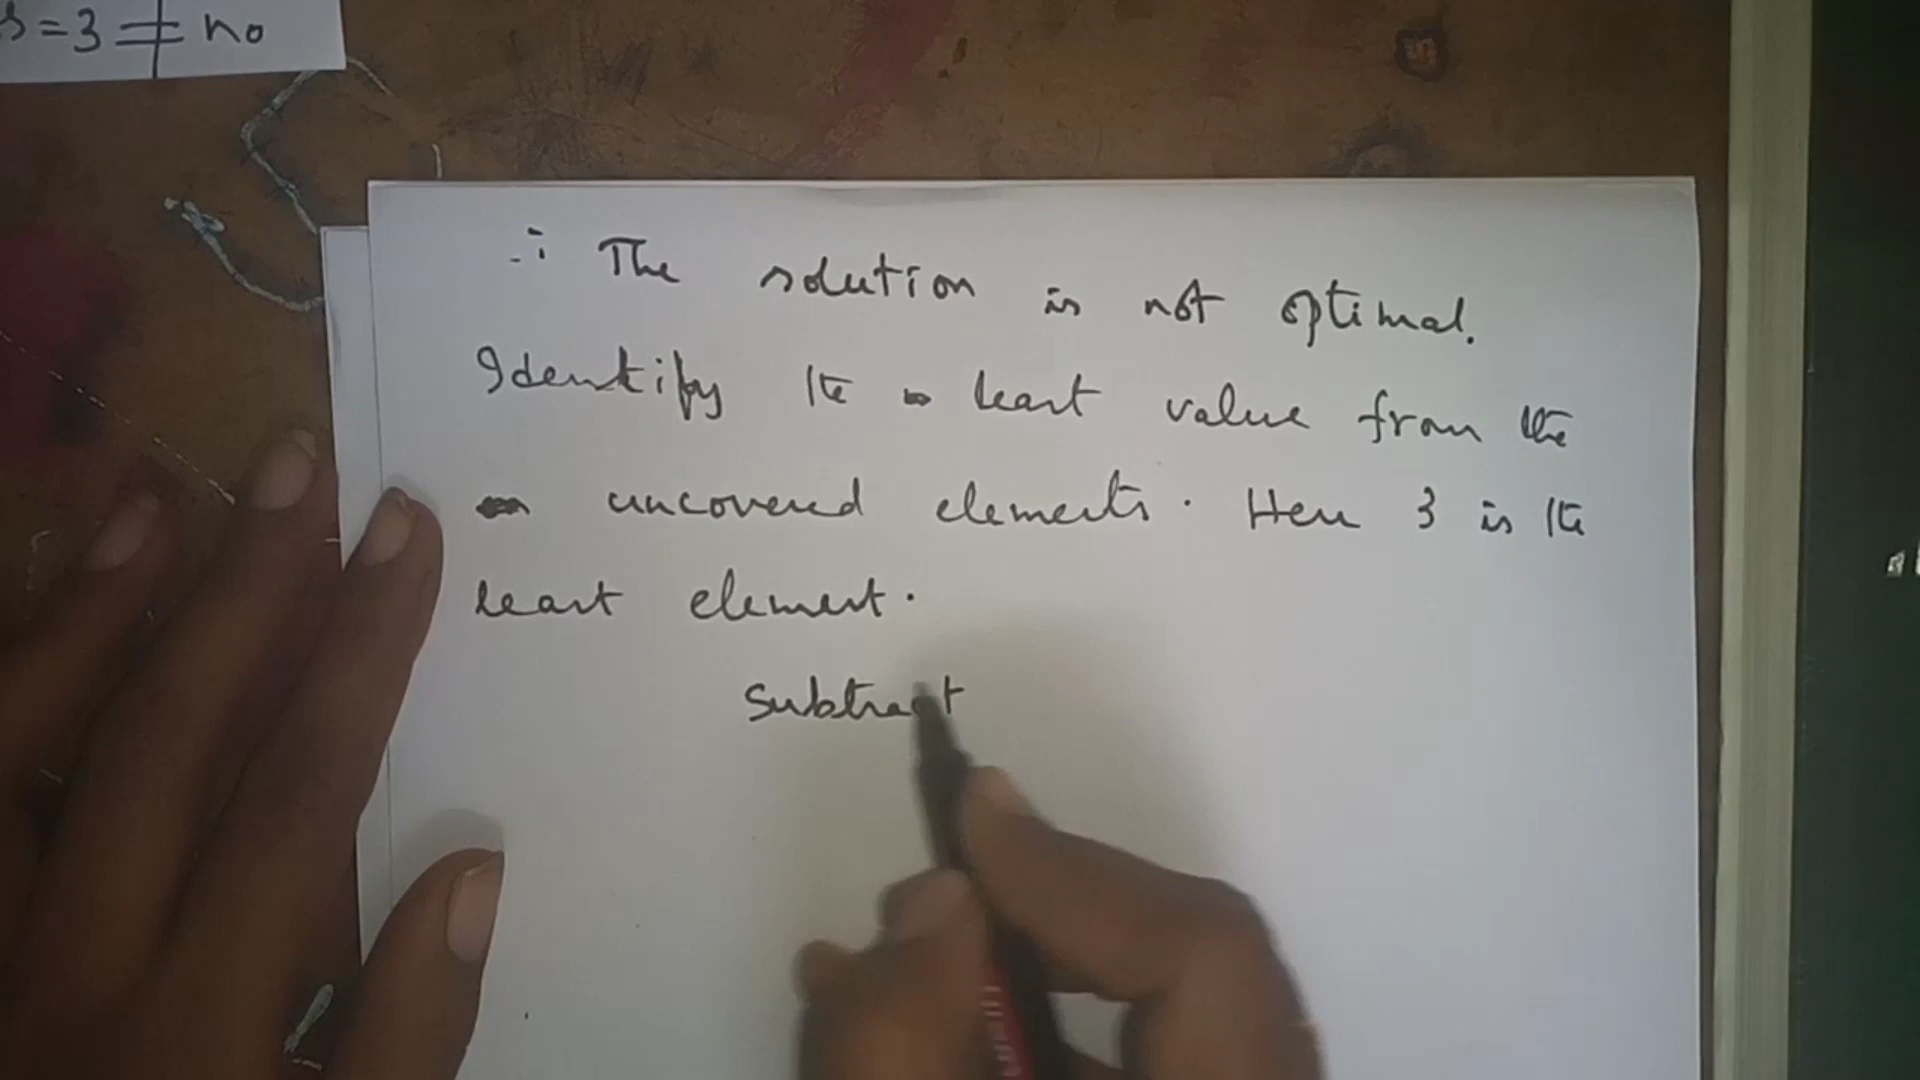 s = 3 ≠ no
∴ The solution is not optimal.
Identify the least value from the
uncovered elements. Here 3 is the
least element.
Subtract